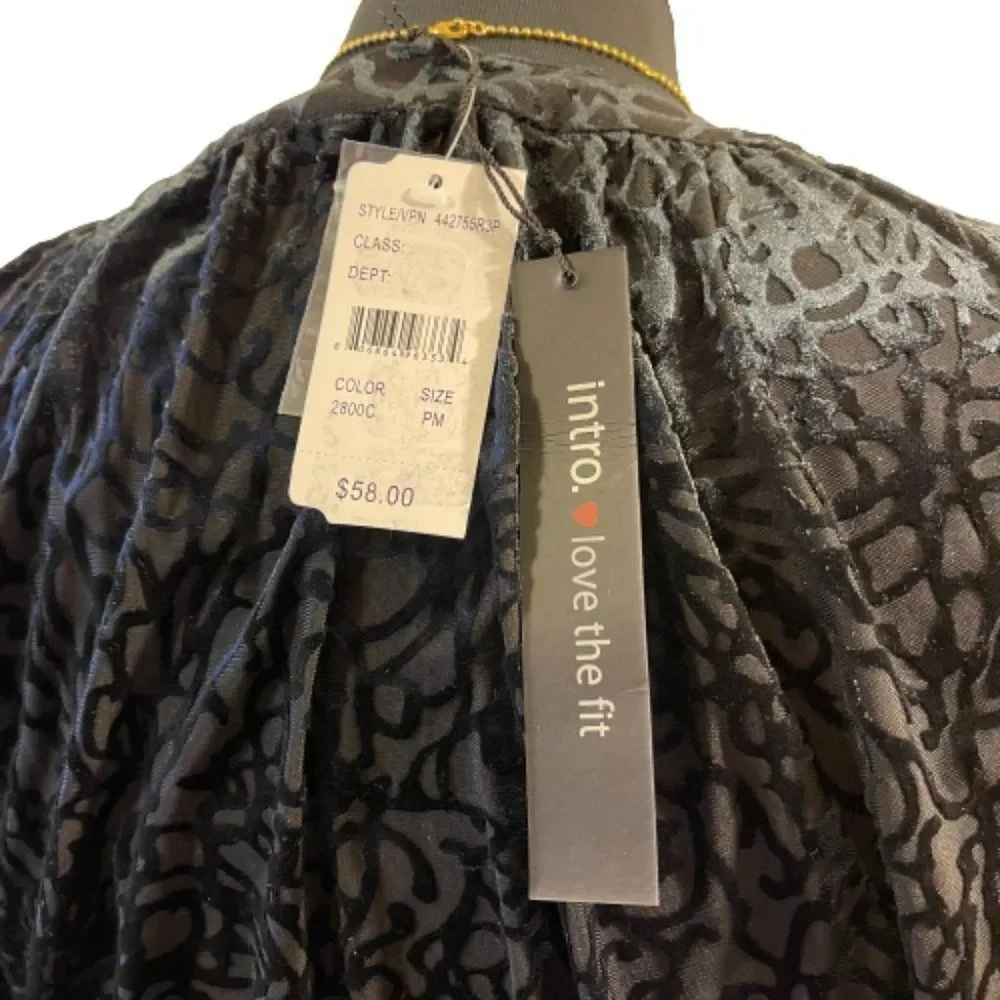 STYLE/VPN 442755R3P
CLASS:
DEPT:
COLOR SIZE
2800C PM
$58.00
intro. ♥ love the fit